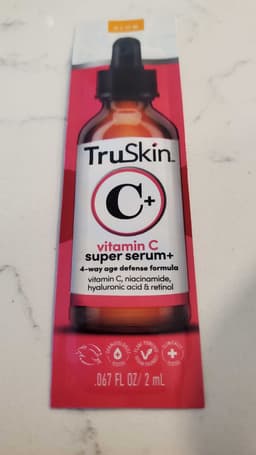 GLOW
TruSkin™
C+
vitamin C
super serum+
4-way age defense formula
vitamin C, niacinamide,
hyaluronic acid & retinol
.067 FL OZ/ 2 mL